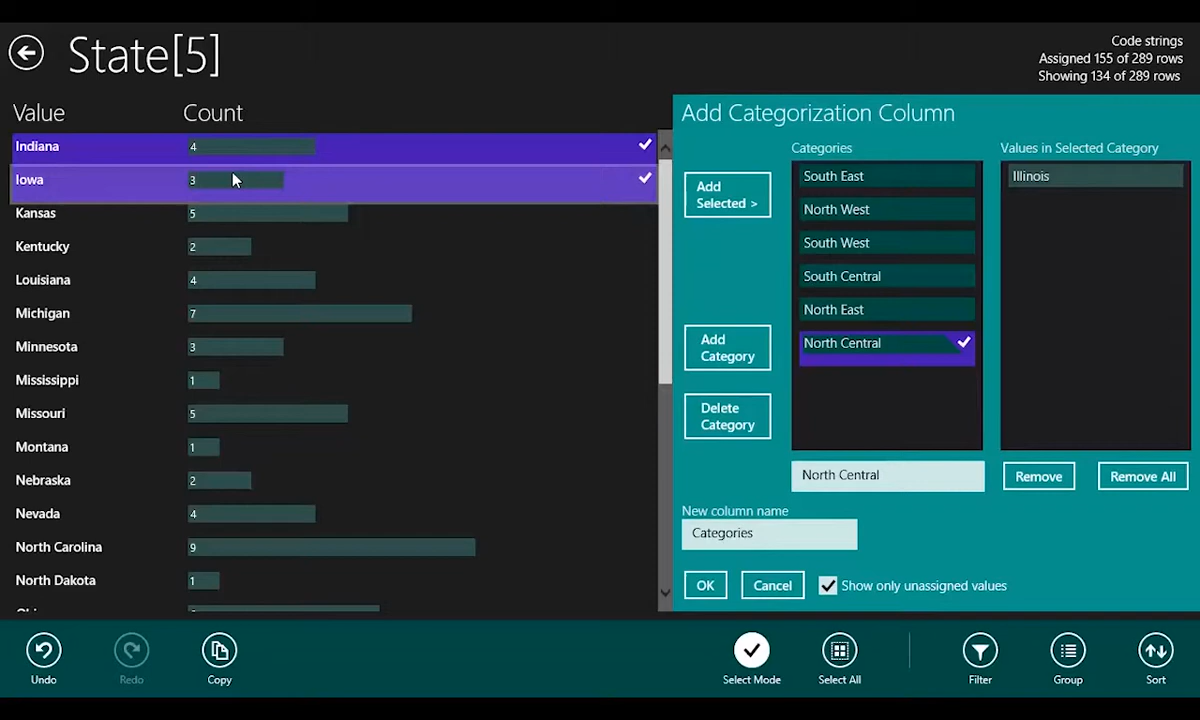 State[5]
Code strings
Assigned 155 of 289 rows
Showing 134 of 289 rows
Value Count
Indiana 4
Iowa 3
Kansas 5
Kentucky 2
Louisiana 4
Michigan 7
Minnesota 3
Mississippi 1
Missouri 5
Montana 1
Nebraska 2
Nevada 4
North Carolina 9
North Dakota 1
Add Categorization Column
Categories
Values in Selected Category
Add
Selected >
South East
North West
South West
South Central
North East
North Central
Illinois
Add
Category
Delete
Category
North Central
Remove
Remove All
New column name
Categories
OK
Cancel
Show only unassigned values
Undo
Redo
Copy
Select Mode
Select All
Filter
Group
Sort